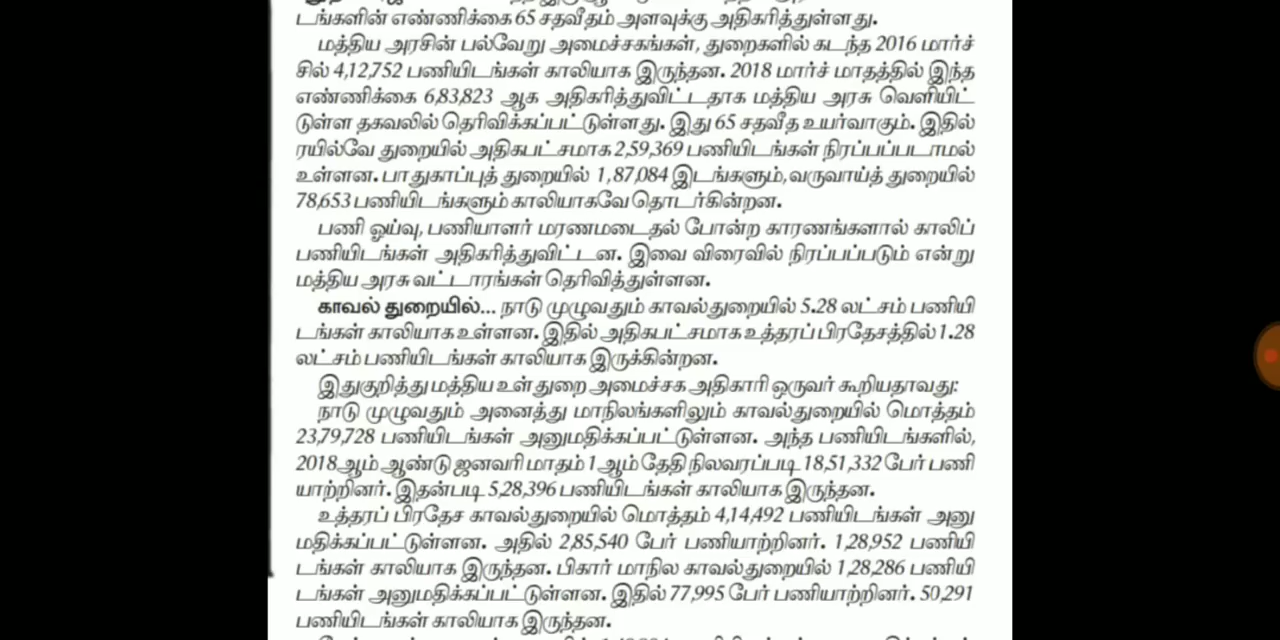 டங்களின் எண்ணிக்கை 65 சதவீதம் அளவுக்கு அதிகரித்துள்ளது.
மத்திய அரசின் பல்வேறு அமைச்சகங்கள், துறைகளில் கடந்த 2016 மார்ச்
சில் 4,12,752 பணியிடங்கள் காலியாக இருந்தன. 2018 மார்ச் மாதத்தில் இந்த
எண்ணிக்கை 6,83,823 ஆக அதிகரித்துவிட்டதாக மத்திய அரசு வெளியிட்
டுள்ள தகவலில் தெரிவிக்கப்பட்டுள்ளது. இது 65 சதவீத உயர்வாகும். இதில்
ரயில்வே துறையில் அதிகபட்சமாக 2,59,369 பணியிடங்கள் நிரப்பப்படாமல்
உள்ளன. பாதுகாப்புத் துறையில் 1,87,084 இடங்களும், வருவாய்த் துறையில்
78,653 பணியிடங்களும் காலியாகவே தொடர்கின்றன.
பணி ஓய்வு, பணியாளர் மரணமடைதல் போன்ற காரணங்களால் காலிப்
பணியிடங்கள் அதிகரித்துவிட்டன. இவை விரைவில் நிரப்பப்படும் என்று
மத்திய அரசு வட்டாரங்கள் தெரிவித்துள்ளன.
காவல் துறையில்... நாடு முழுவதும் காவல்துறையில் 5.28 லட்சம் பணியி
டங்கள் காலியாக உள்ளன. இதில் அதிகபட்சமாக உத்தரப் பிரதேசத்தில் 1.28
லட்சம் பணியிடங்கள் காலியாக இருக்கின்றன.
இதுகுறித்து மத்திய உள்துறை அமைச்சக அதிகாரி ஒருவர் கூறியதாவது:
நாடு முழுவதும் அனைத்து மாநிலங்களிலும் காவல்துறையில் மொத்தம்
23,79,728 பணியிடங்கள் அனுமதிக்கப்பட்டுள்ளன. அந்த பணியிடங்களில்,
2018ஆம் ஆண்டு ஜனவரி மாதம் 1ஆம் தேதி நிலவரப்படி 18,51,332 பேர் பணி
யாற்றினர். இதன்படி 5,28,396 பணியிடங்கள் காலியாக இருந்தன.
உத்தரப் பிரதேச காவல்துறையில் மொத்தம் 4,14,492 பணியிடங்கள் அனு
மதிக்கப்பட்டுள்ளன. அதில் 2,85,540 பேர் பணியாற்றினர். 1,28,952 பணியி
டங்கள் காலியாக இருந்தன. பிகார் மாநில காவல்துறையில் 1,28,286 பணியி
டங்கள் அனுமதிக்கப்பட்டுள்ளன. இதில் 77,995 பேர் பணியாற்றினர். 50,291
பணியிடங்கள் காலியாக இருந்தன.